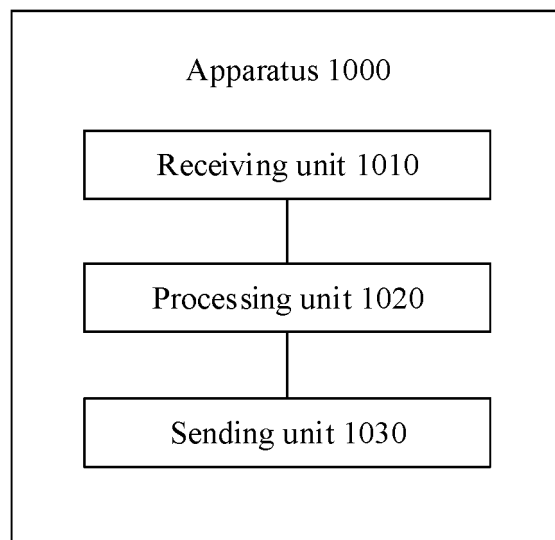 Apparatus 1000
Receiving unit 1010
Processing unit 1020
Sending unit 1030